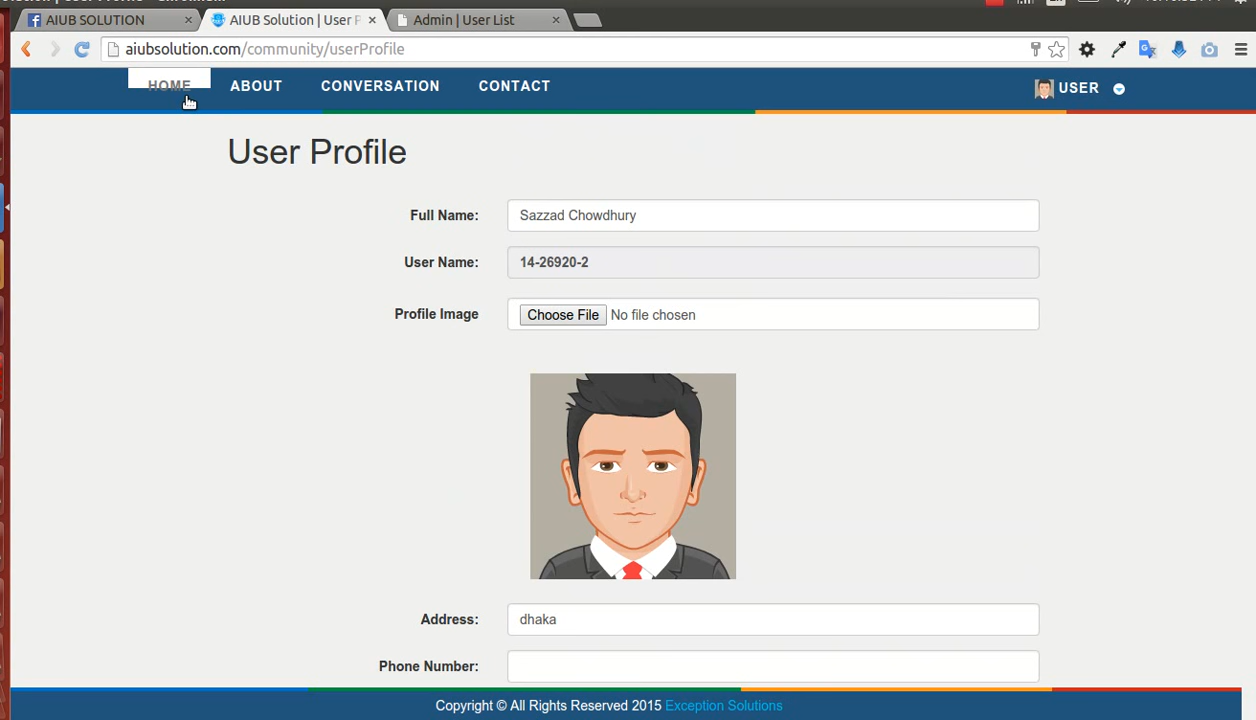 AIUB SOLUTION
AIUB Solution | User P
Admin | User List
aiubsolution.com/community/userProfile
HOME ABOUT CONVERSATION CONTACT USER
User Profile
Full Name: Sazzad Chowdhury
User Name: 14-26920-2
Profile Image Choose File No file chosen
Address: dhaka
Phone Number:
Copyright © All Rights Reserved 2015 Exception Solutions